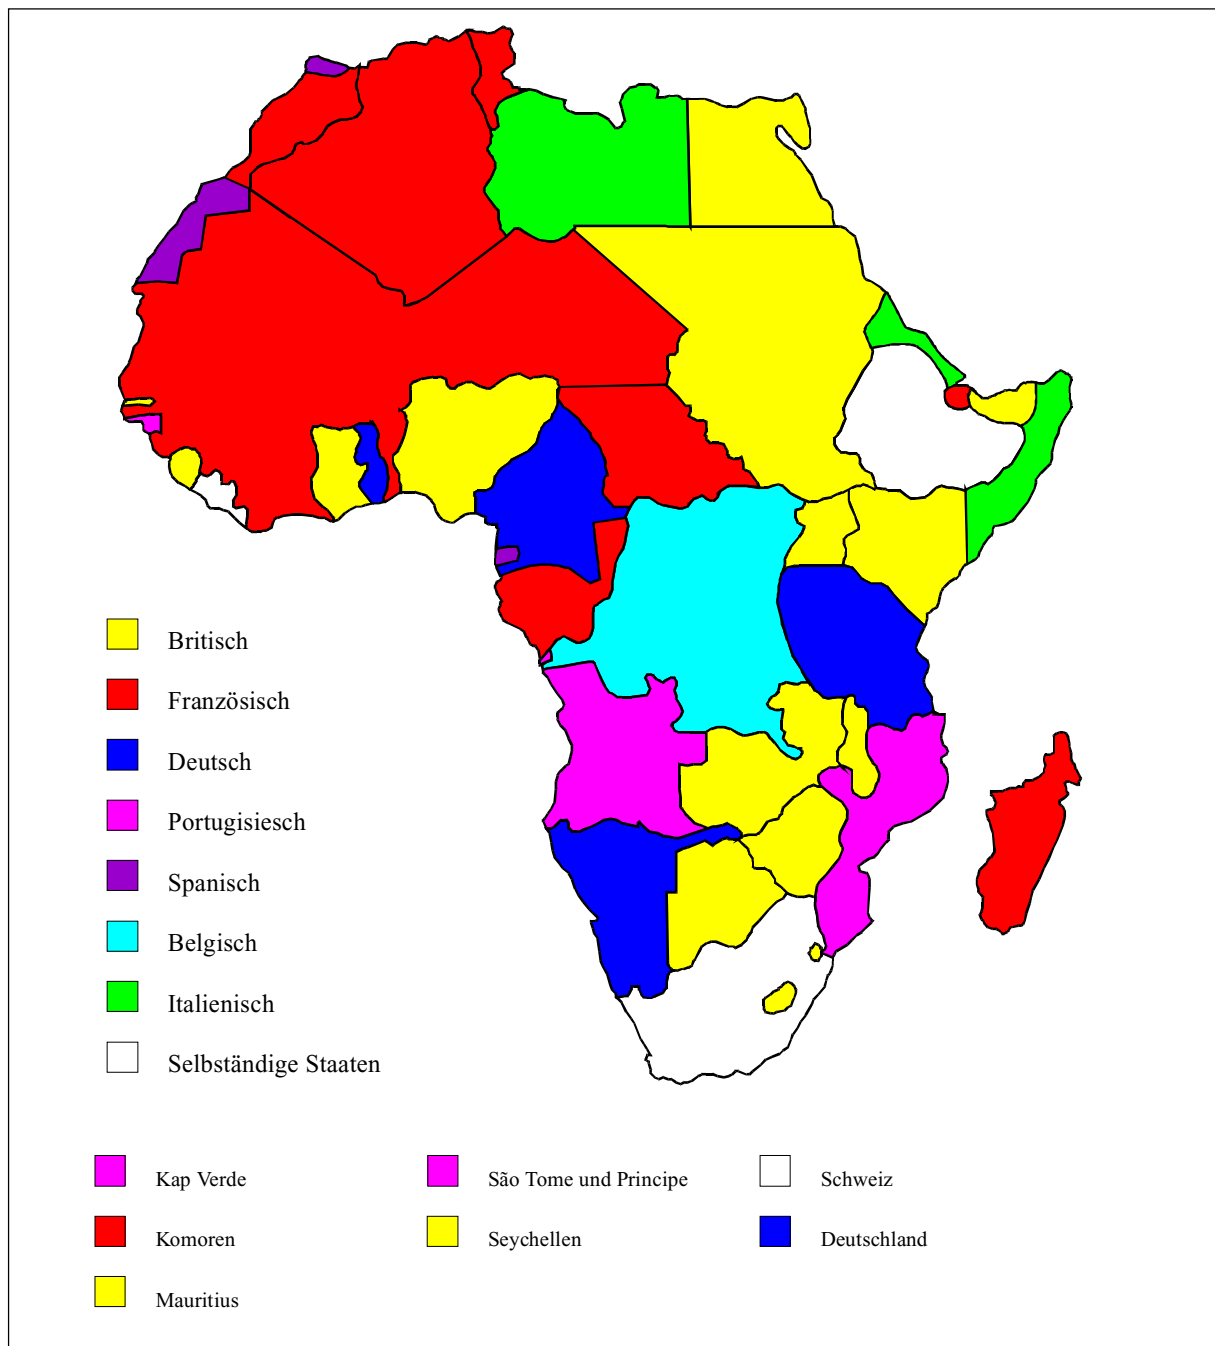 Britisch
Französisch
Deutsch
Portugisiesch
Spanisch
Belgisch
Italienisch
Selbständige Staaten
Kap Verde
São Tome und Principe
Schweiz
Komoren
Seychellen
Deutschland
Mauritius